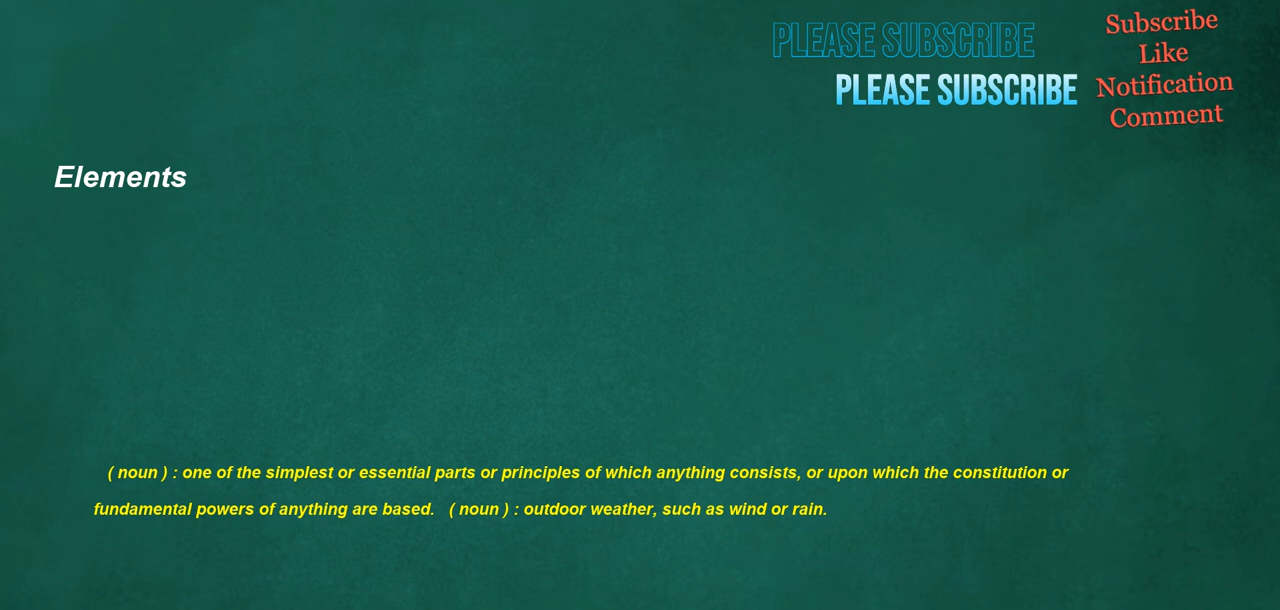 PLEASE SUBSCRIBE
PLEASE SUBSCRIBE
Subscribe
Like
Notification
Comment
Elements
( noun ) : one of the simplest or essential parts or principles of which anything consists, or upon which the constitution or
fundamental powers of anything are based.   ( noun ) : outdoor weather, such as wind or rain.